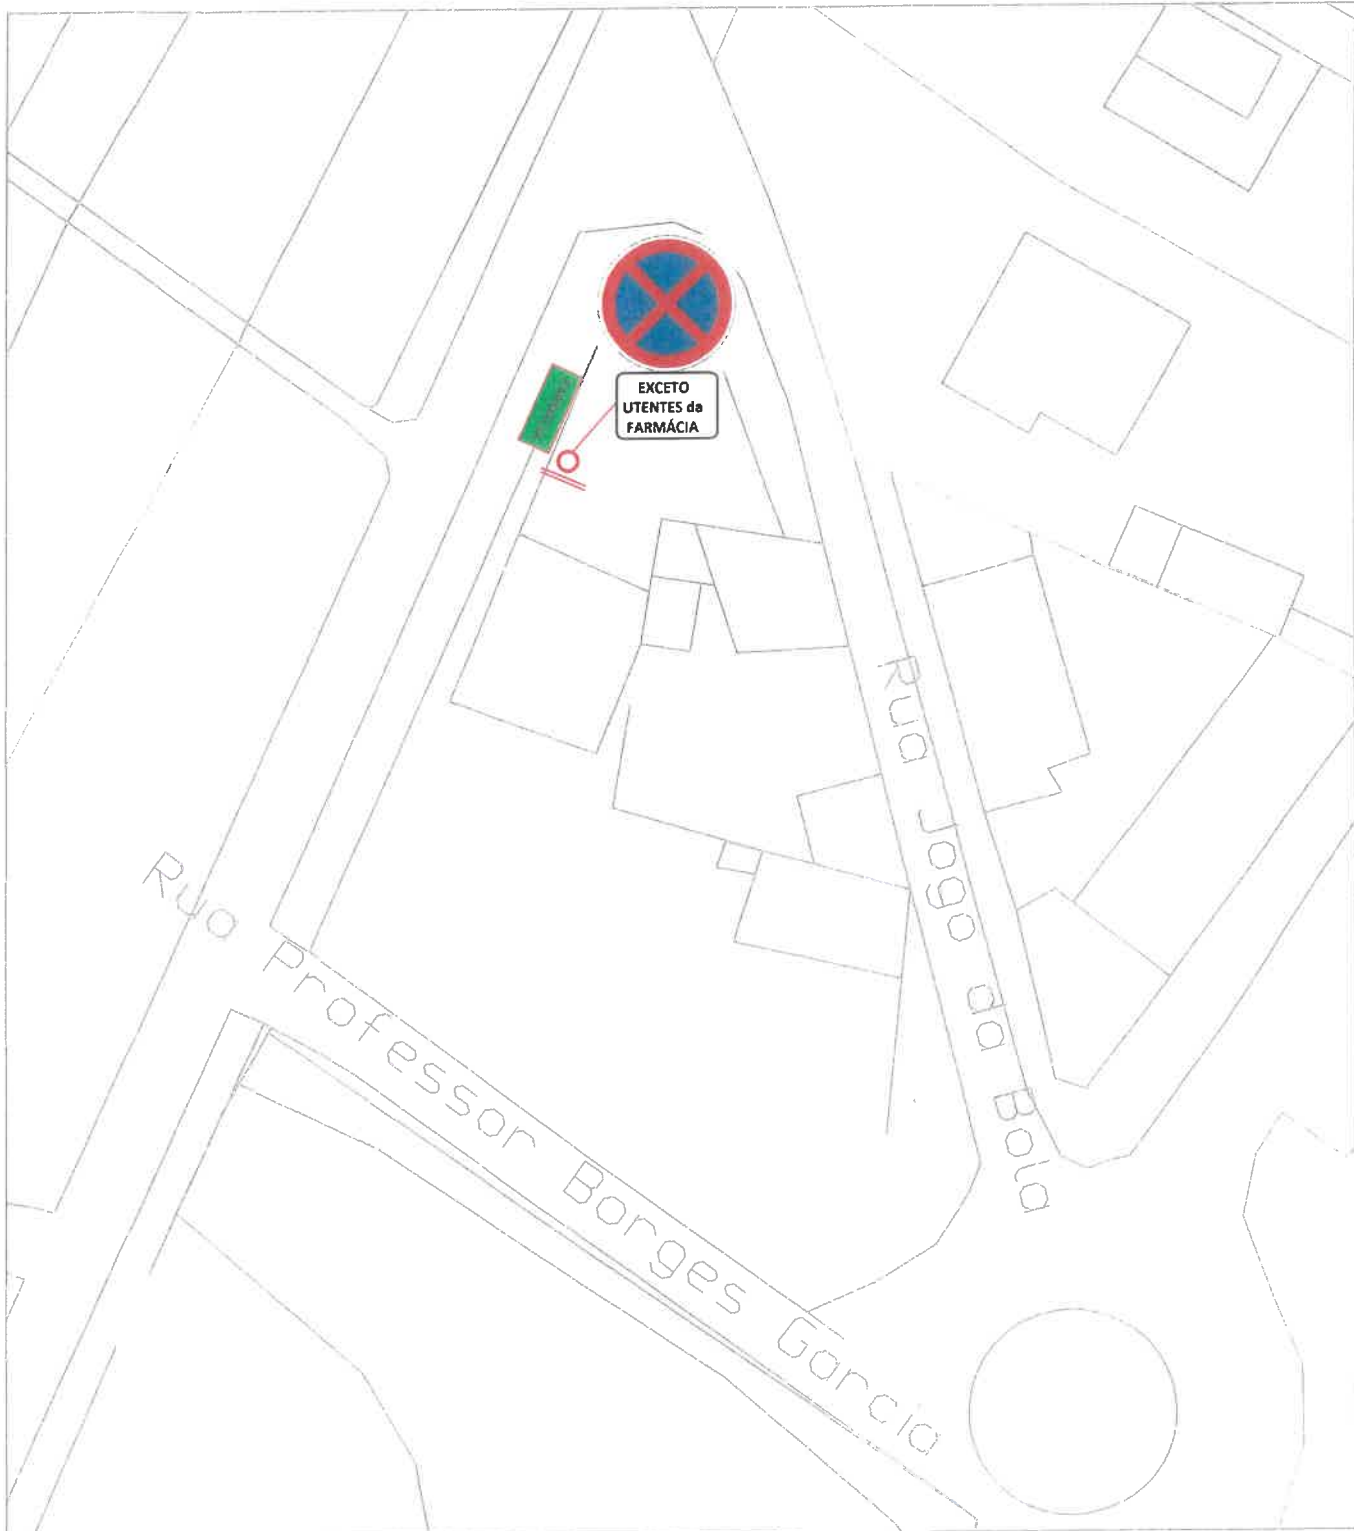 EXCETO
UTENTES da
FARMÁCIA
Rua Jogo da Bola
Rua Professor Borges Garcia